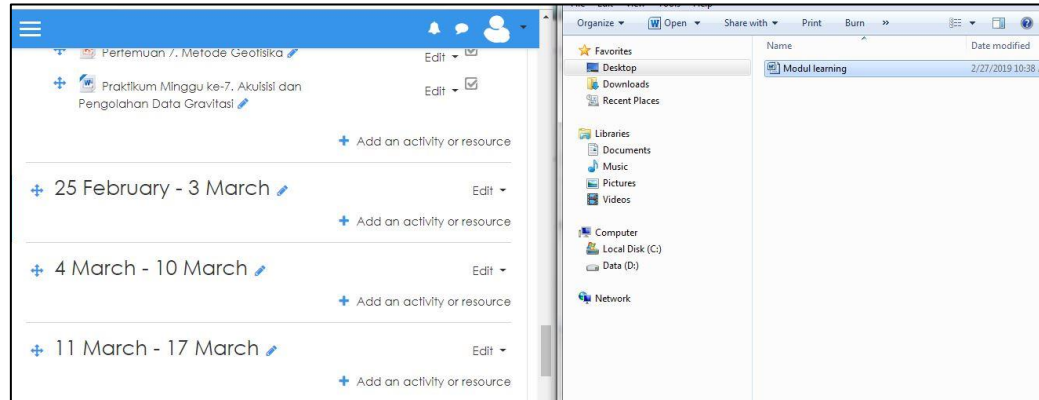 Pertemuan 7. Metode Geofisika
Edit
Praktikum Minggu ke-7. Akuisisi dan
Edit
Pengolahan Data Gravitasi
Add an activity or resource
25 February - 3 March
Edit
Add an activity or resource
4 March - 10 March
Edit
Add an activity or resource
11 March - 17 March
Edit
Add an activity or resource
Organize
Open
Share with
Print
Burn
»
Favorites
Desktop
Downloads
Recent Places
Libraries
Documents
Music
Pictures
Videos
Computer
Local Disk (C:)
Data (D:)
Network
Name
Date modified
Modul learning
2/27/2019 10:38